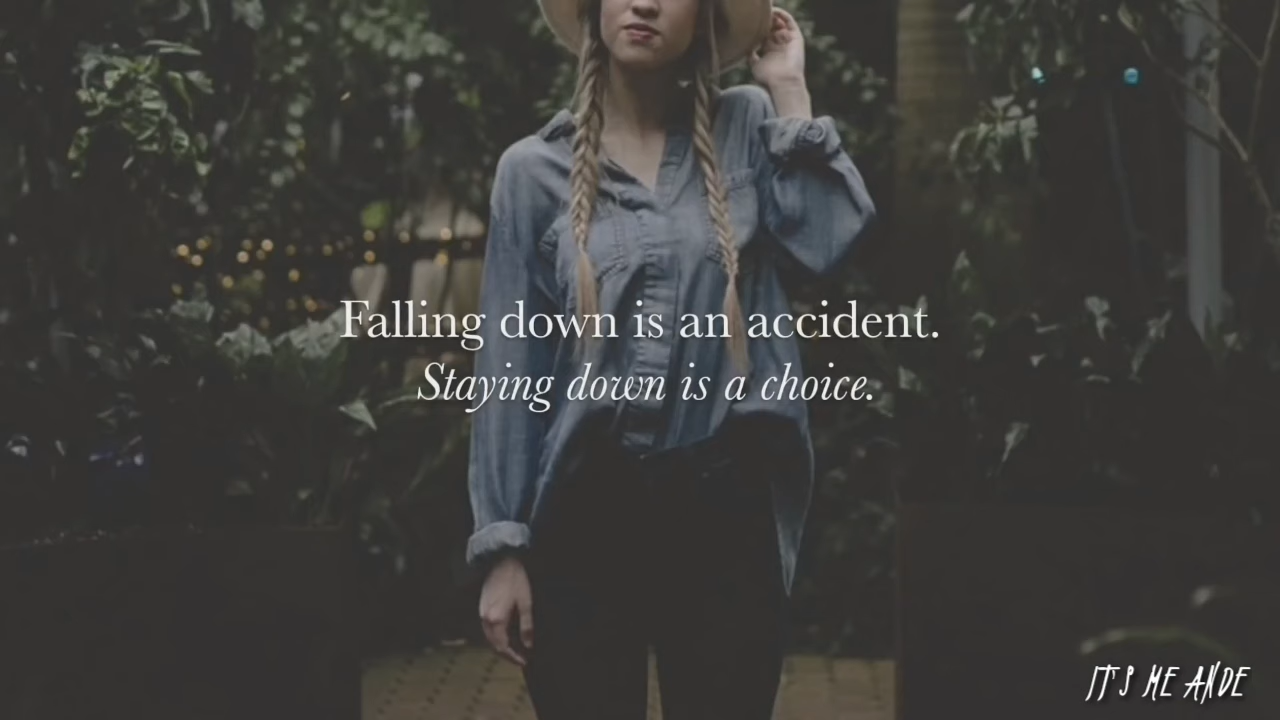 Falling down is an accident.
Staying down is a choice.
IT'S ME ANDE